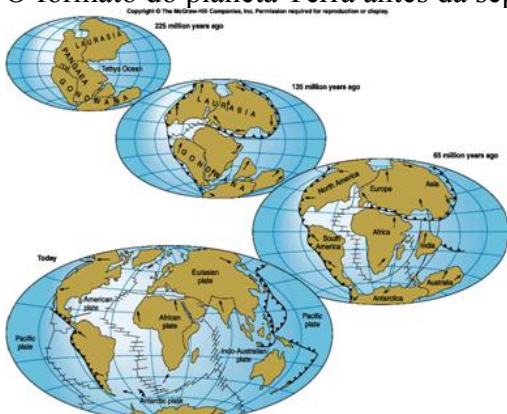 O formato do planeta Terra antes da sep
Copyright © The McGraw-Hill Companies, Inc. Permission required for reproduction or display.
225 million years ago
LAURASIA
PANGAEA
Tethys Ocean
GONDWANA
135 million years ago
LAURASIA
GONDWANA
65 million years ago
North America
Europe
Asia
Africa
South America
India
Australia
Antarctica
Today
Eurasian plate
American plate
African plate
Pacific plate
Pacific plate
Indo-Australian plate
Antarctic plate